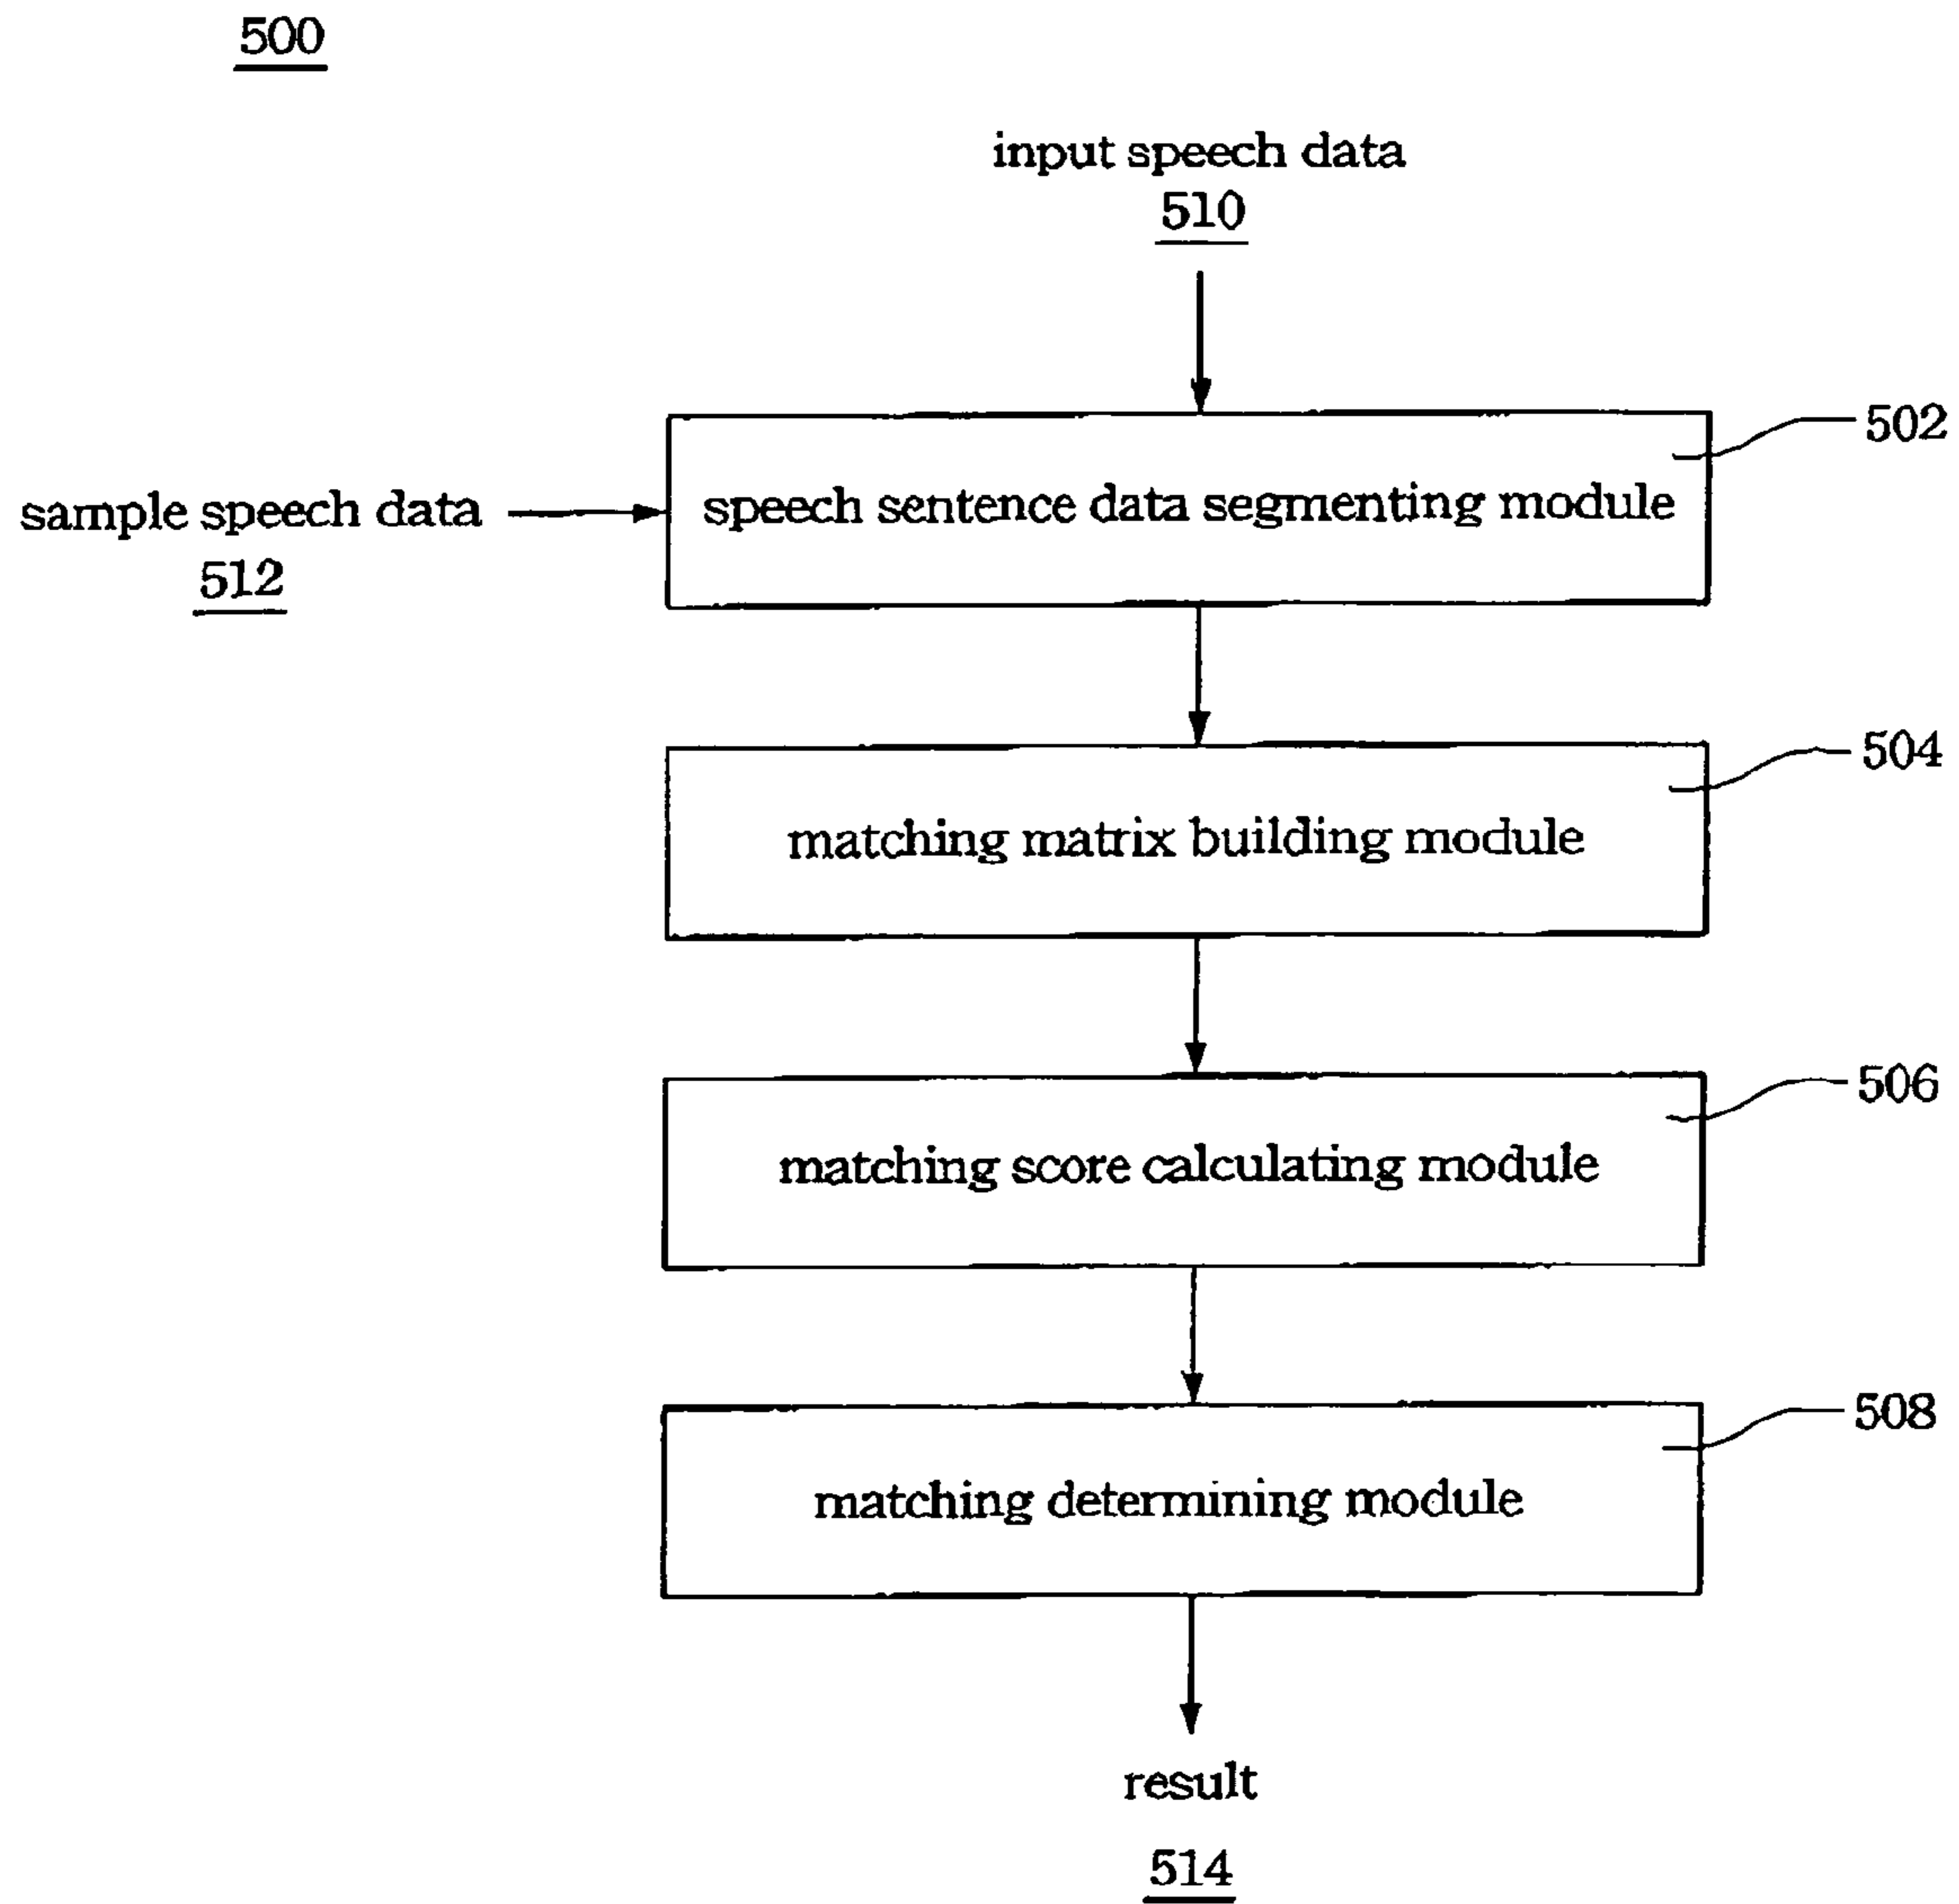 500
input speech data
510
502
sample speech data
512
speech sentence data segmenting module
504
matching matrix building module
506
matching score calculating module
508
matching determining module
result
514